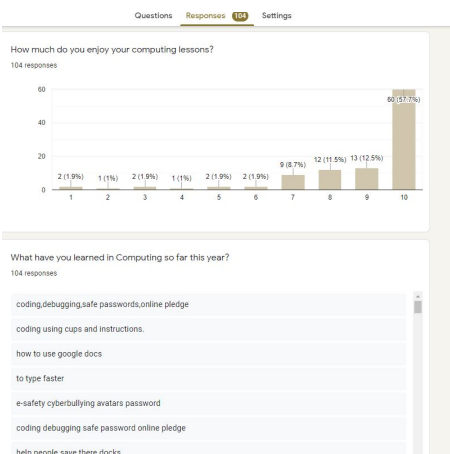 Questions Responses 104 Settings
How much do you enjoy your computing lessons?
104 responses
60
40
20
0
2 (1.9%) 1 (1%) 2 (1.9%) 1 (1%) 2 (1.9%) 2 (1.9%) 9 (8.7%) 12 (11.5%) 13 (12.5%) 60 (57.7%)
1 2 3 4 5 6 7 8 9 10
What have you learned in Computing so far this year?
104 responses
coding,debugging,safe passwords,online pledge
coding using cups and instructions.
how to use google docs
to type faster
e-safety cyberbullying avatars password
coding debugging safe password online pledge
help people save there docks